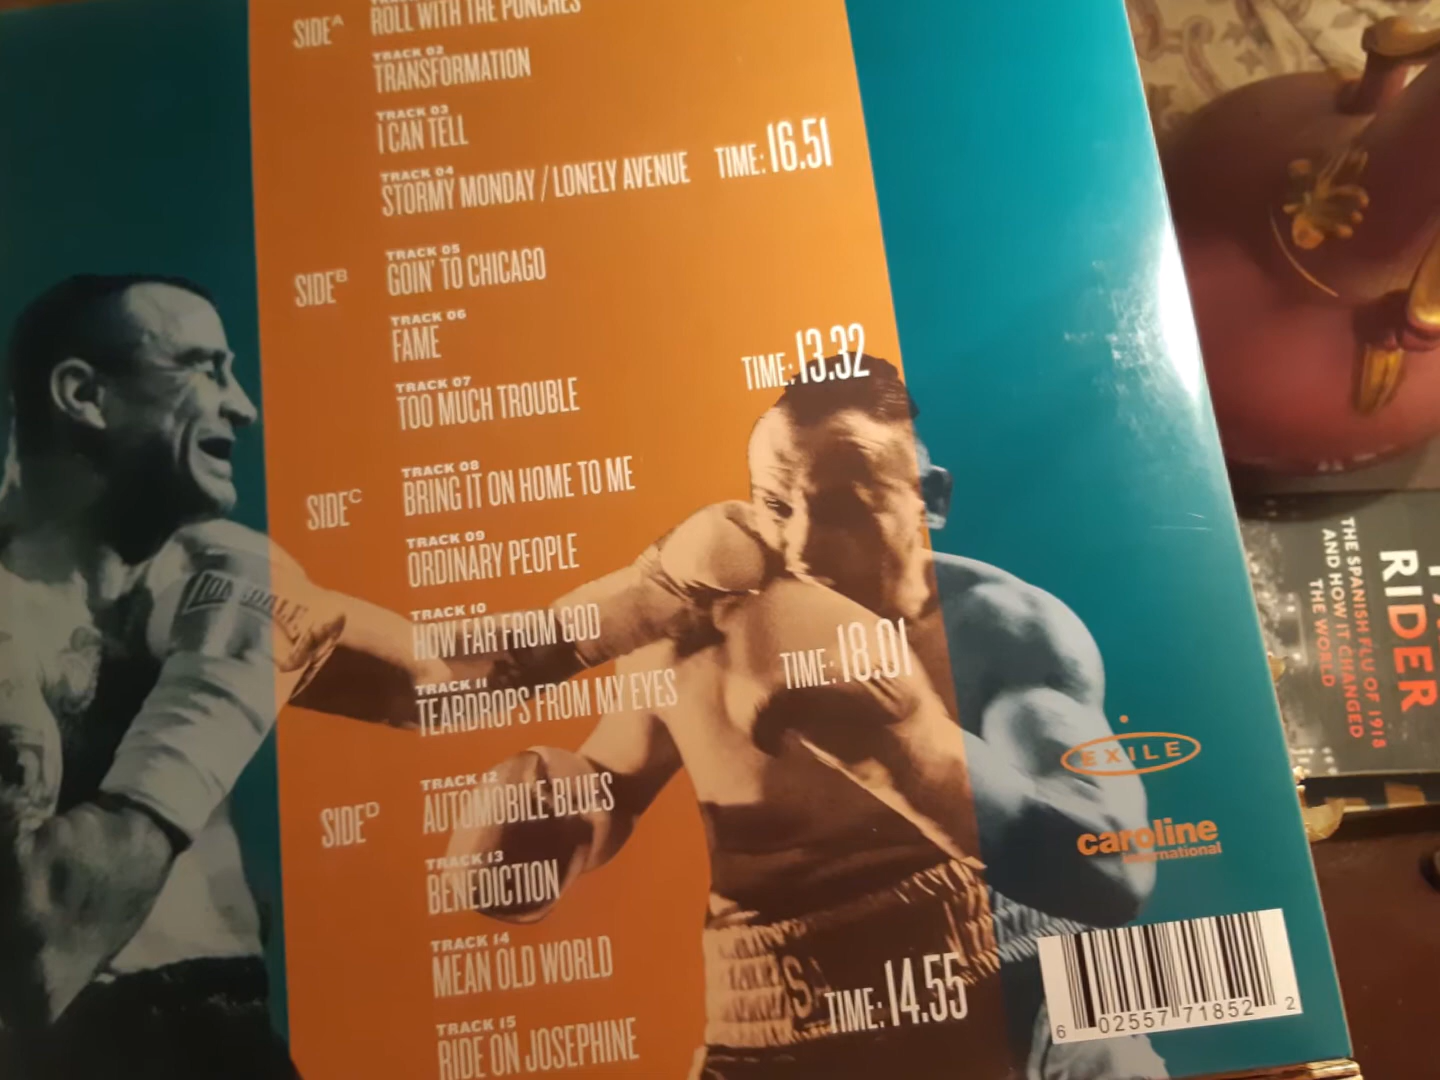 SIDE A
ROLL WITH THE PUNCHES
TRACK 02
TRANSFORMATION
TRACK 03
I CAN TELL
TRACK 04
STORMY MONDAY / LONELY AVENUE TIME: 16.51
SIDE B
TRACK 05
GOIN' TO CHICAGO
TRACK 06
FAME
TRACK 07
TOO MUCH TROUBLE
TIME: 13.32
SIDE C
TRACK 08
BRING IT ON HOME TO ME
TRACK 09
ORDINARY PEOPLE
TRACK 10
HOW FAR FROM GOD
TRACK 11
TEARDROPS FROM MY EYES
TIME: 18.01
SIDE D
TRACK 12
AUTOMOBILE BLUES
TRACK 13
BENEDICTION
TRACK 14
MEAN OLD WORLD
TRACK 15
RIDE ON JOSEPHINE
TIME: 14.55
LONSDALE
EXILE
caroline
international
6 02557 71852 2
RIDER
THE SPANISH FLU OF 1918
AND HOW IT CHANGED
THE WORLD